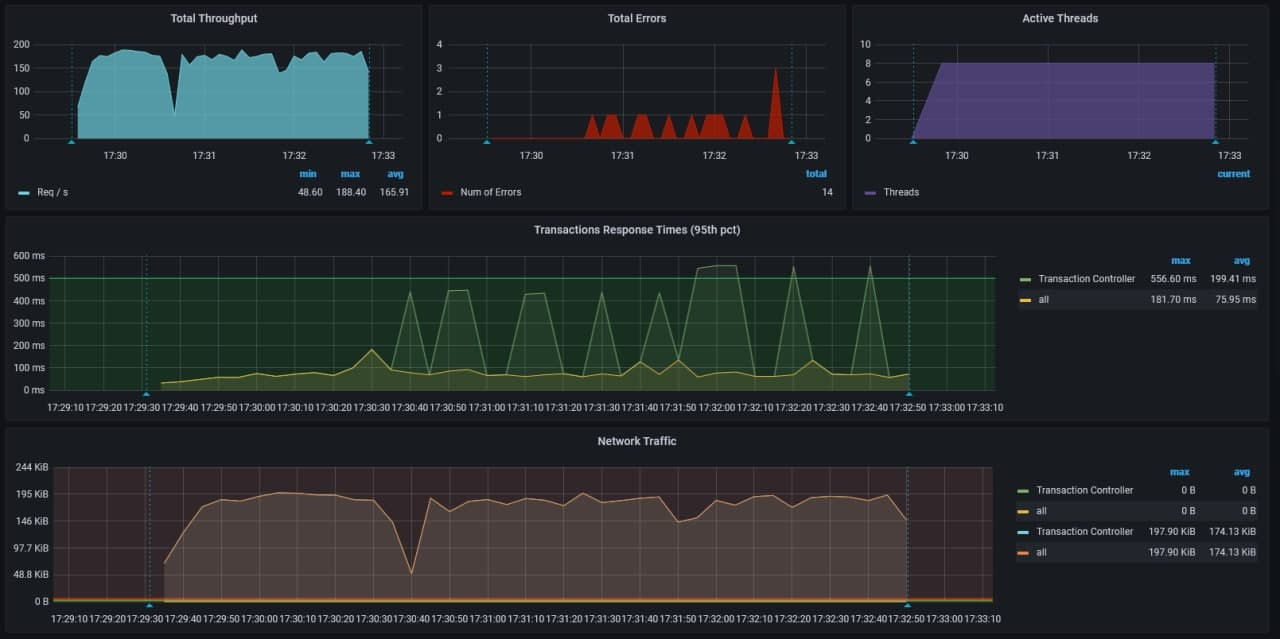 Total Throughput
200
150
100
50
0
17:30 17:31 17:32 17:33
min max avg
Req / s 48.60 188.40 165.91
Total Errors
4
3
2
1
0
17:30 17:31 17:32 17:33
total
Num of Errors 14
Active Threads
10
8
6
4
2
0
17:30 17:31 17:32 17:33
current
Threads
Transactions Response Times (95th pct)
600 ms
500 ms
400 ms
300 ms
200 ms
100 ms
0 ms
17:29:10 17:29:20 17:29:30 17:29:40 17:29:50 17:30:00 17:30:10 17:30:20 17:30:30 17:30:40 17:30:50 17:31:00 17:31:10 17:31:20 17:31:30 17:31:40 17:31:50 17:32:00 17:32:10 17:32:20 17:32:30 17:32:40 17:32:50 17:33:00 17:33:10
max avg
Transaction Controller 556.60 ms 199.41 ms
all 181.70 ms 75.95 ms
Network Traffic
244 KiB
195 KiB
146 KiB
97.7 KiB
48.8 KiB
0 B
17:29:10 17:29:20 17:29:30 17:29:40 17:29:50 17:30:00 17:30:10 17:30:20 17:30:30 17:30:40 17:30:50 17:31:00 17:31:10 17:31:20 17:31:30 17:31:40 17:31:50 17:32:00 17:32:10 17:32:20 17:32:30 17:32:40 17:32:50 17:33:00 17:33:10
max avg
Transaction Controller 0 B 0 B
all 0 B 0 B
Transaction Controller 197.90 KiB 174.13 KiB
all 197.90 KiB 174.13 KiB